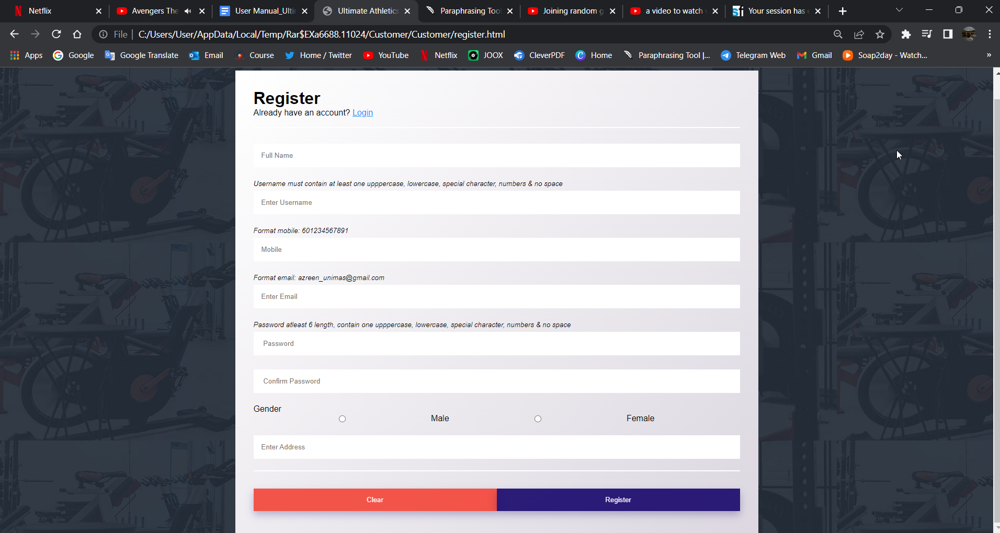 Netflix
Avengers The
User Manual_Ulti
Ultimate Athletics
Paraphrasing Tool
Joining random g
a video to watch
Your session has e
File
C:/Users/User/AppData/Local/Temp/Rar$EXa6688.11024/Customer/Customer/register.html
Apps
Google
Google Translate
Email
Course
Home / Twitter
YouTube
Netflix
JOOX
CleverPDF
Home
Paraphrasing Tool |...
Telegram Web
Gmail
Soap2day - Watch...
»
Register
Already have an account? Login
Full Name
Username must contain at least one upppercase, lowercase, special character, numbers & no space
Enter Username
Format mobile: 601234567891
Mobile
Format email: azreen_unimas@gmail.com
Enter Email
Password atleast 6 length, contain one upppercase, lowercase, special character, numbers & no space
Password
Confirm Password
Gender
Male
Female
Enter Address
Clear
Register